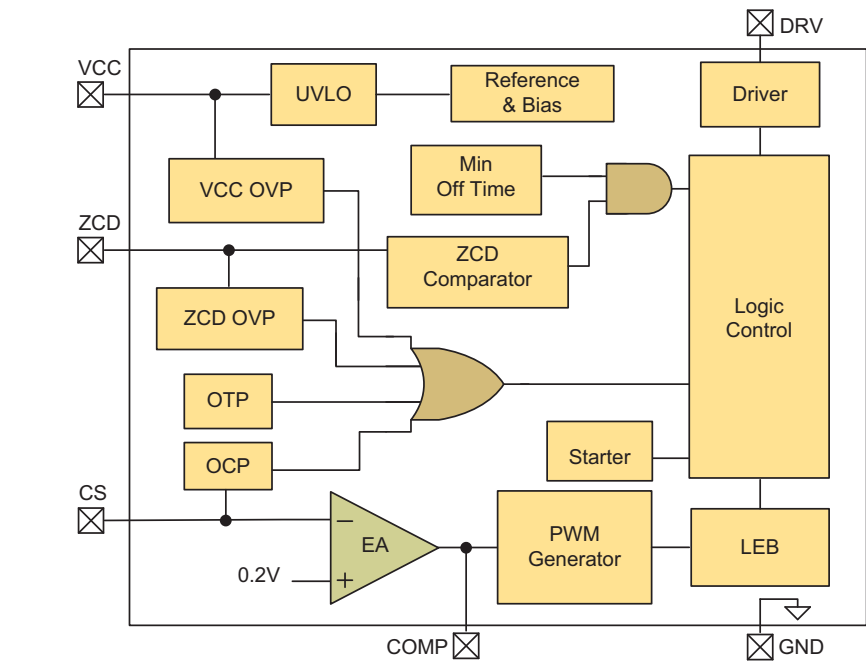 DRV
VCC
UVLO
Reference
& Bias
Driver
VCC OVP
Min
Off Time
ZCD
ZCD
Comparator
ZCD OVP
Logic
Control
OTP
OCP
Starter
CS
−
EA
+
0.2V
PWM
Generator
LEB
COMP
GND